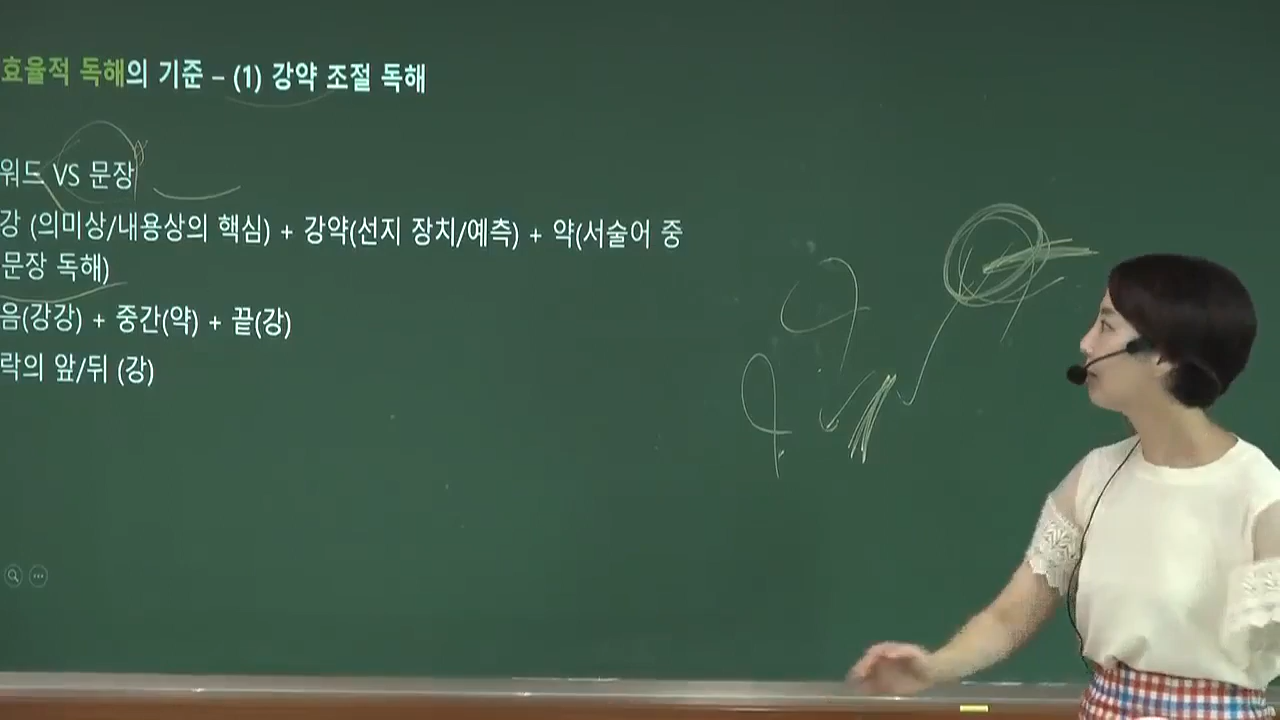 효율적 독해의 기준 – (1) 강약 조절 독해
워드 VS 문장
강 (의미상/내용상의 핵심) + 강약(선지 장치/예측) + 약(서술어 중
문장 독해)
음(강강) + 중간(약) + 끝(강)
락의 앞/뒤 (강)